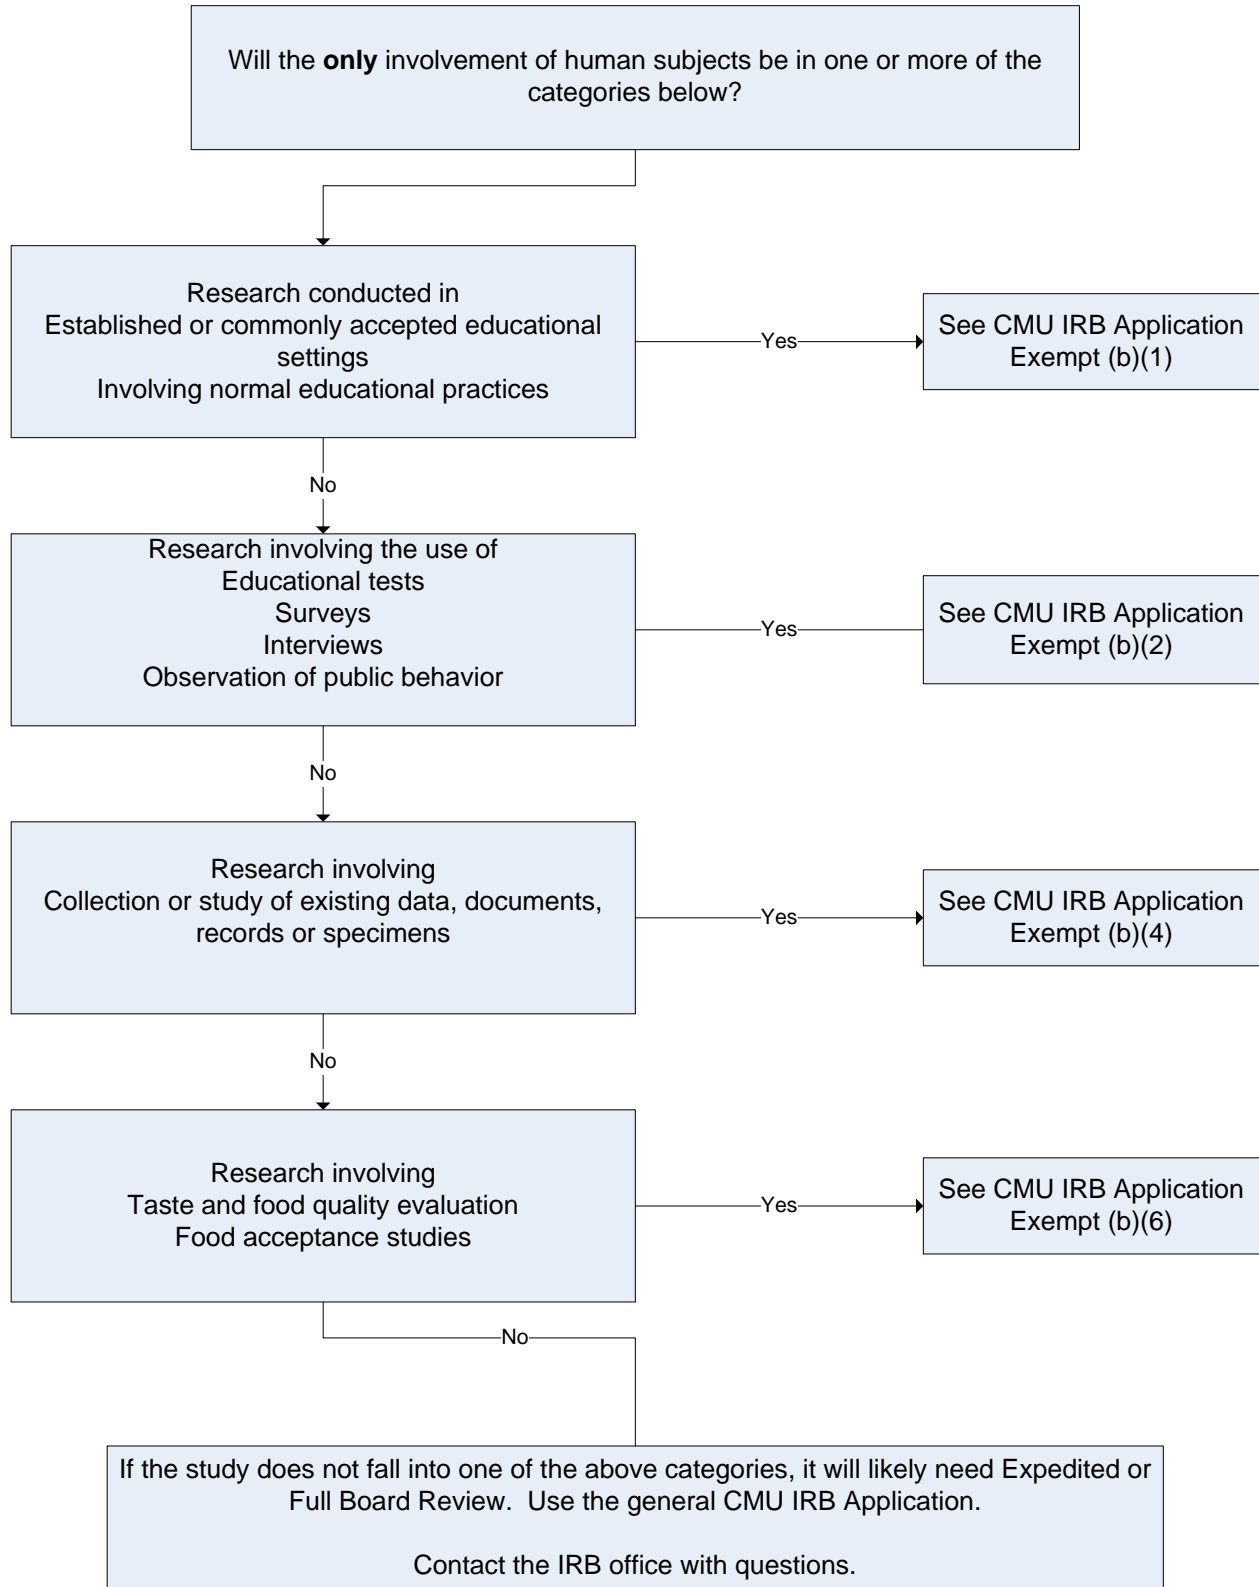 Will the only involvement of human subjects be in one or more of the
categories below?
Research conducted in
Established or commonly accepted educational
settings
Involving normal educational practices
Yes
See CMU IRB Application
Exempt (b)(1)
No
Research involving the use of
Educational tests
Surveys
Interviews
Observation of public behavior
Yes
See CMU IRB Application
Exempt (b)(2)
No
Research involving
Collection or study of existing data, documents,
records or specimens
Yes
See CMU IRB Application
Exempt (b)(4)
No
Research involving
Taste and food quality evaluation
Food acceptance studies
Yes
See CMU IRB Application
Exempt (b)(6)
No
If the study does not fall into one of the above categories, it will likely need Expedited or
Full Board Review.  Use the general CMU IRB Application.
Contact the IRB office with questions.